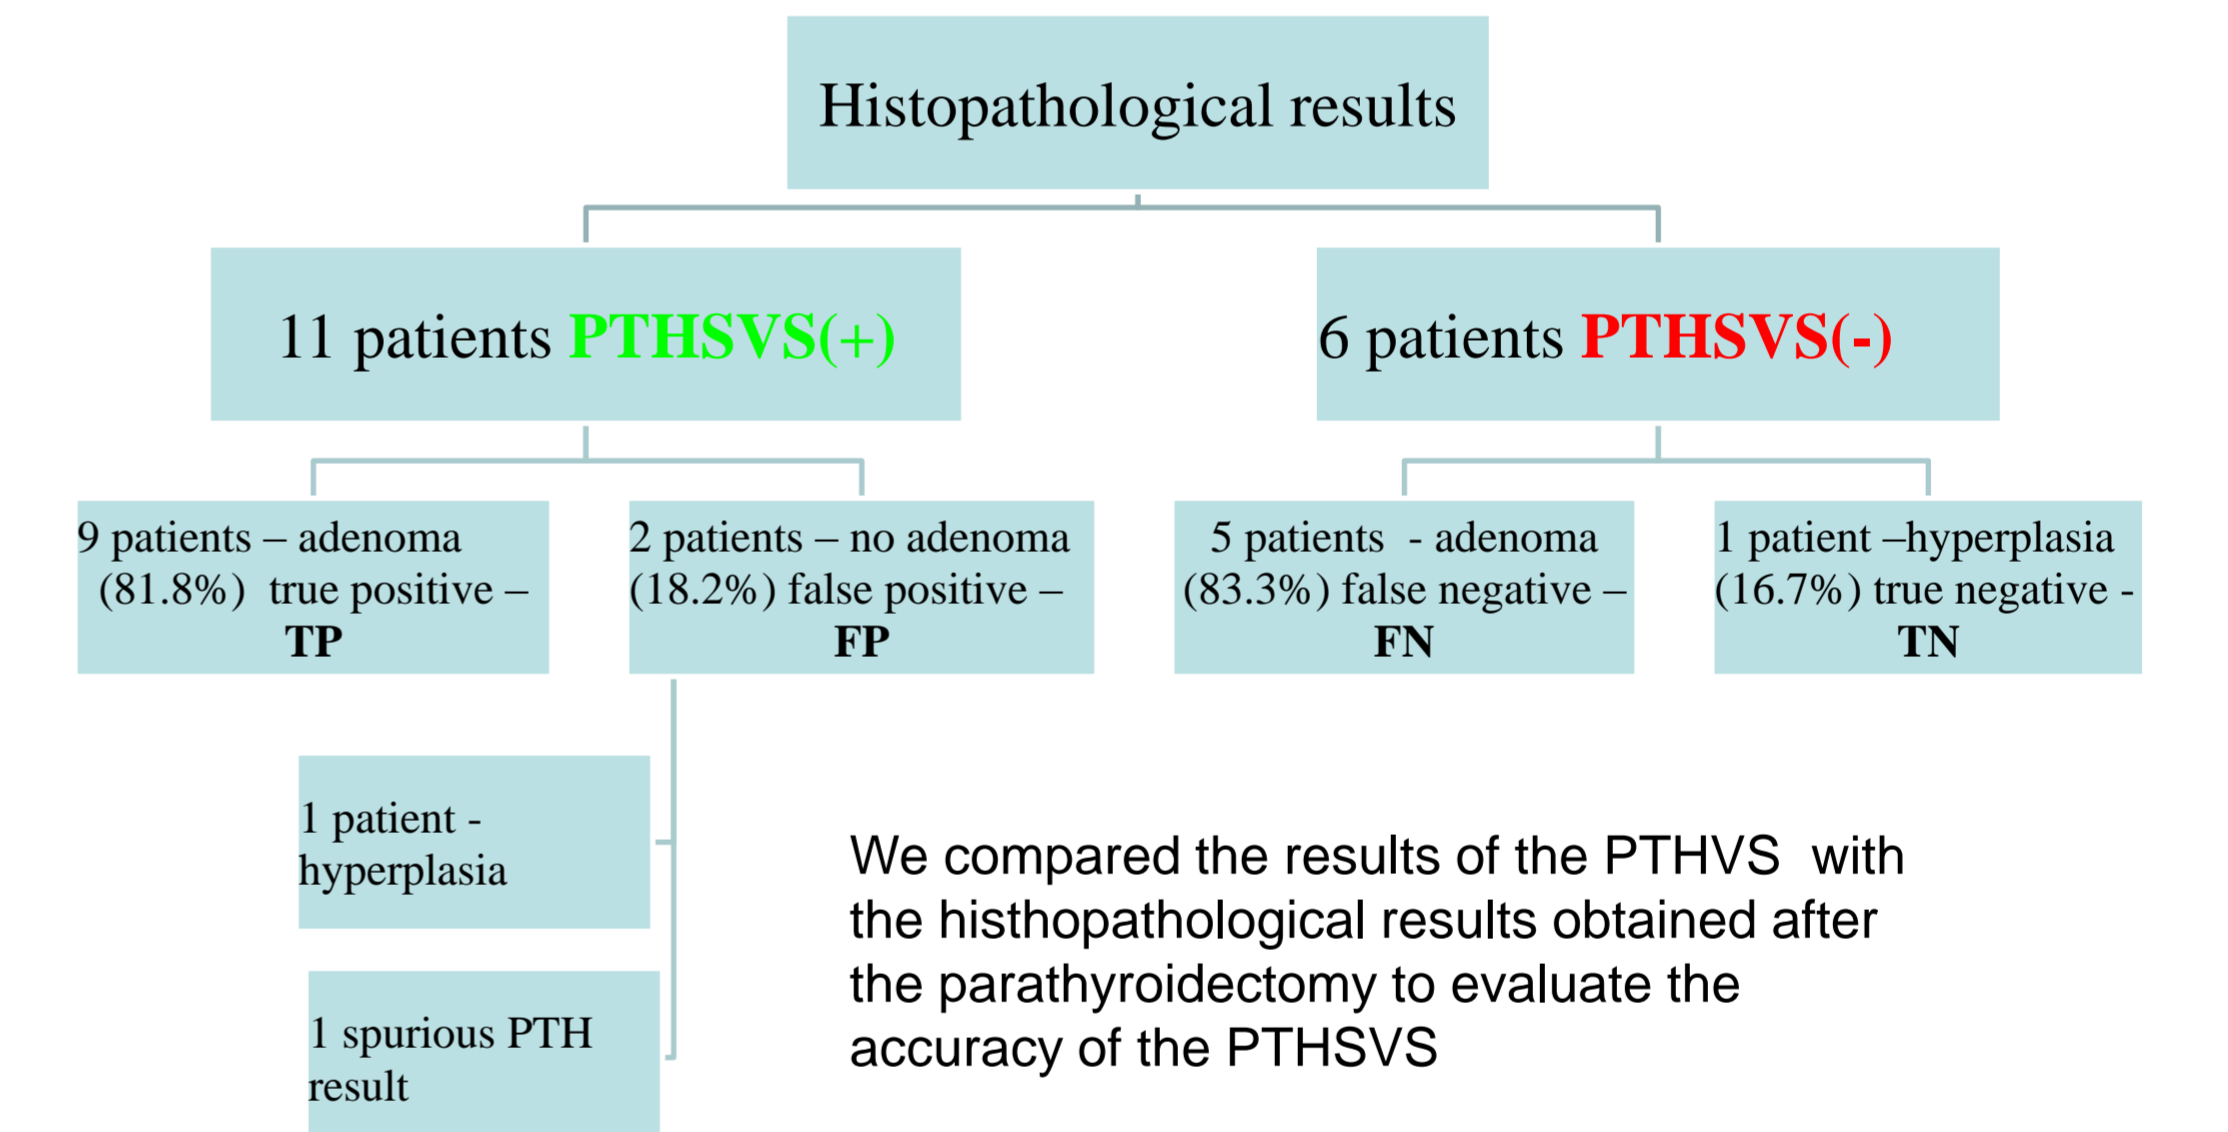 Histopathological results
11 patients PTHSVS(+)
6 patients PTHSVS(-)
9 patients – adenoma
(81.8%) true positive –
TP
2 patients – no adenoma
(18.2%) false positive –
FP
5 patients - adenoma
(83.3%) false negative –
FN
1 patient –hyperplasia
(16.7%) true negative -
TN
1 patient -
hyperplasia
1 spurious PTH
result
We compared the results of the PTHVS with
the histhopathological results obtained after
the parathyroidectomy to evaluate the
accuracy of the PTHSVS